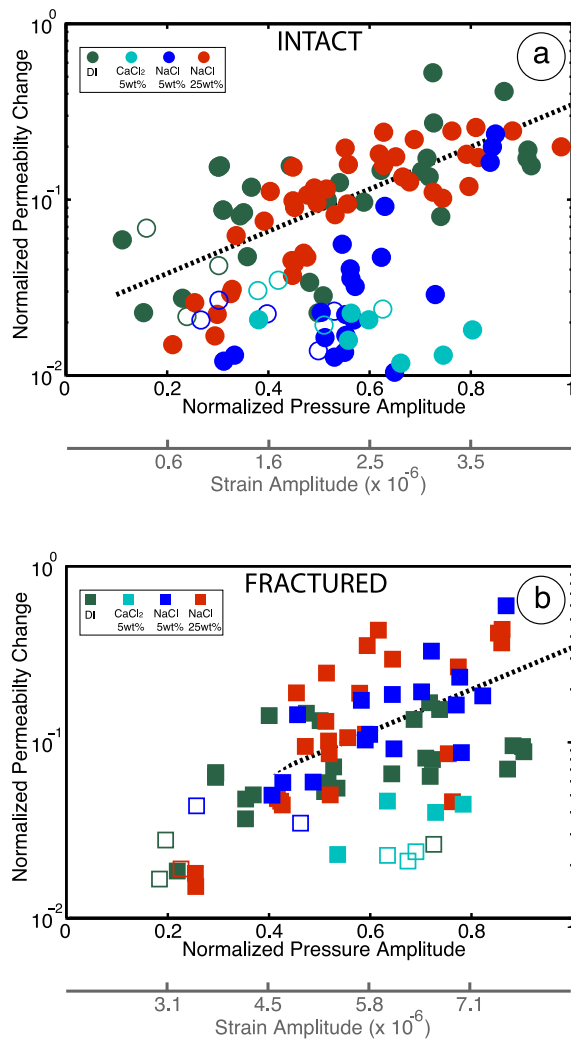 INTACT
a
DI CaCl2 NaCl NaCl
5wt% 5wt% 25wt%
Normalized Permeabilty Change
10^0
10^-1
10^-2
0 0.2 0.4 0.6 0.8 1
Normalized Pressure Amplitude
0.6 1.6 2.5 3.5
Strain Amplitude (x 10^-6)
FRACTURED
b
DI CaCl2 NaCl NaCl
5wt% 5wt% 25wt%
Normalized Permeabilty Change
10^0
10^-1
10^-2
0 0.2 0.4 0.6 0.8 1
Normalized Pressure Amplitude
3.1 4.5 5.8 7.1
Strain Amplitude (x 10^-6)